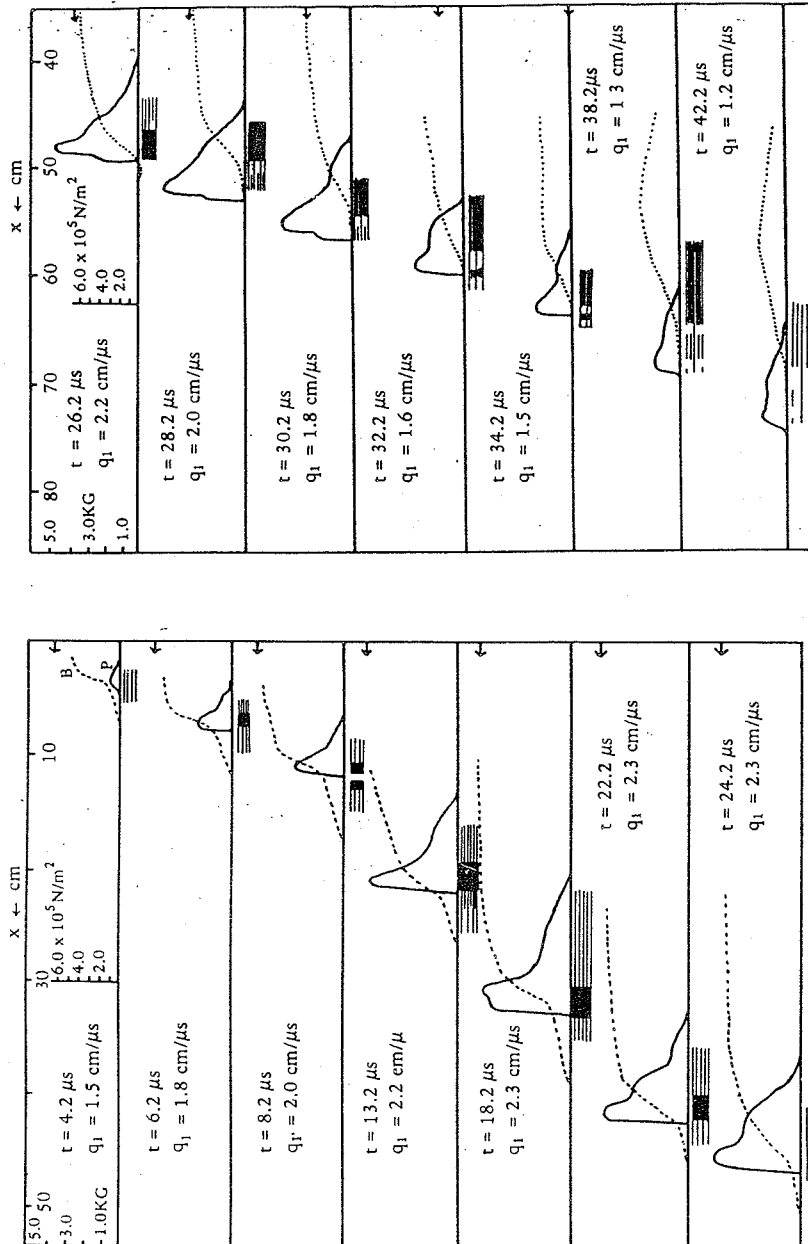 x ← cm
40
50
60
70
80
6.0 x 10⁵N/m²
4.0
2.0
5.0
3.0KG
1.0
t = 26.2 μs
q₁ = 2.2 cm/μs
t = 28.2 μs
q₁ = 2.0 cm/μs
t = 30.2 μs
q₁ = 1.8 cm/μs
t = 32.2 μs
q₁ = 1.6 cm/μs
t = 34.2 μs
q₁ = 1.5 cm/μs
t = 38.2μs
q₁ = 1 3 cm/μs
t = 42.2 μs
q₁ = 1.2 cm/μs
x ← cm
10
30
50
6.0 x 10⁵N/m²
4.0
2.0
5.0
3.0
1.0KG
B
P
t = 4.2 μs
q₁ = 1.5 cm/μs
t = 6.2 μs
q₁ = 1.8 cm/μs
t = 8.2 μs
q₁ = 2.0 cm/μs
t = 13.2 μs
q₁ = 2.2 cm/μ
t = 18.2 μs
q₁ = 2.3 cm/μs
t = 22.2 μs
q₁ = 2.3 cm/μs
t = 24.2 μs
q₁ = 2.3 cm/μs